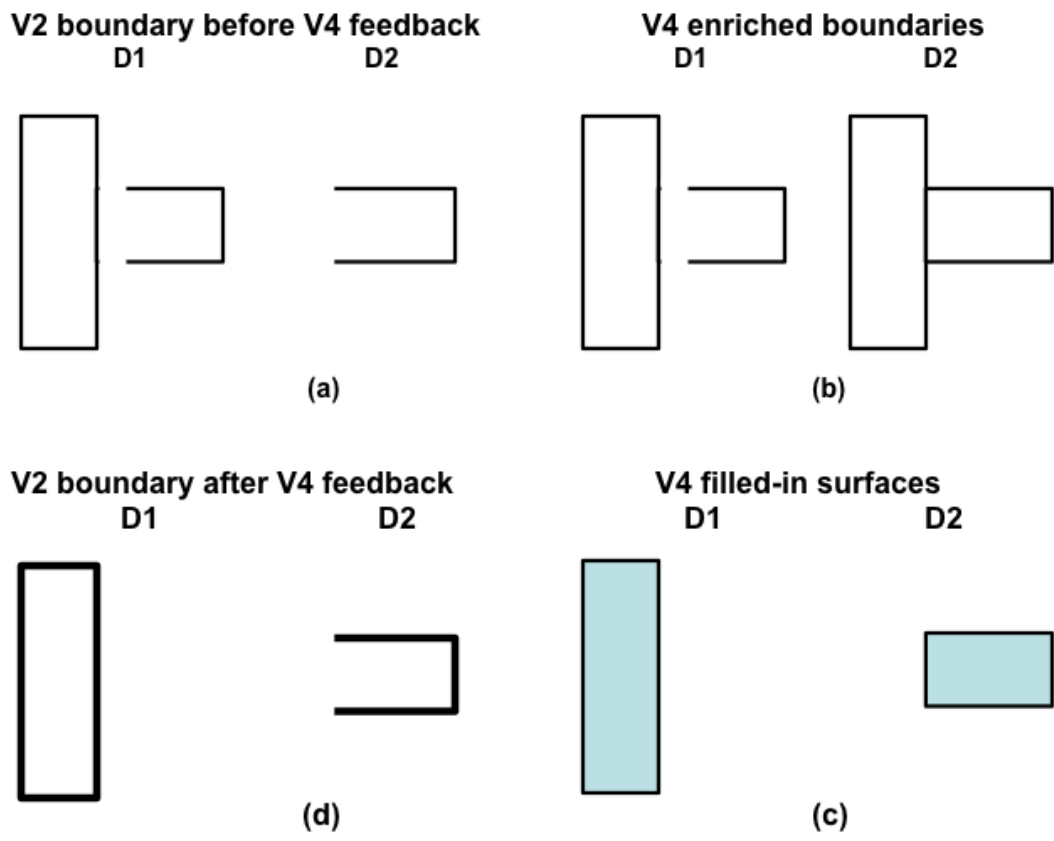 V2 boundary before V4 feedback
D1 D2
V4 enriched boundaries
D1 D2
(a)
(b)
V2 boundary after V4 feedback
D1 D2
V4 filled-in surfaces
D1 D2
(d)
(c)